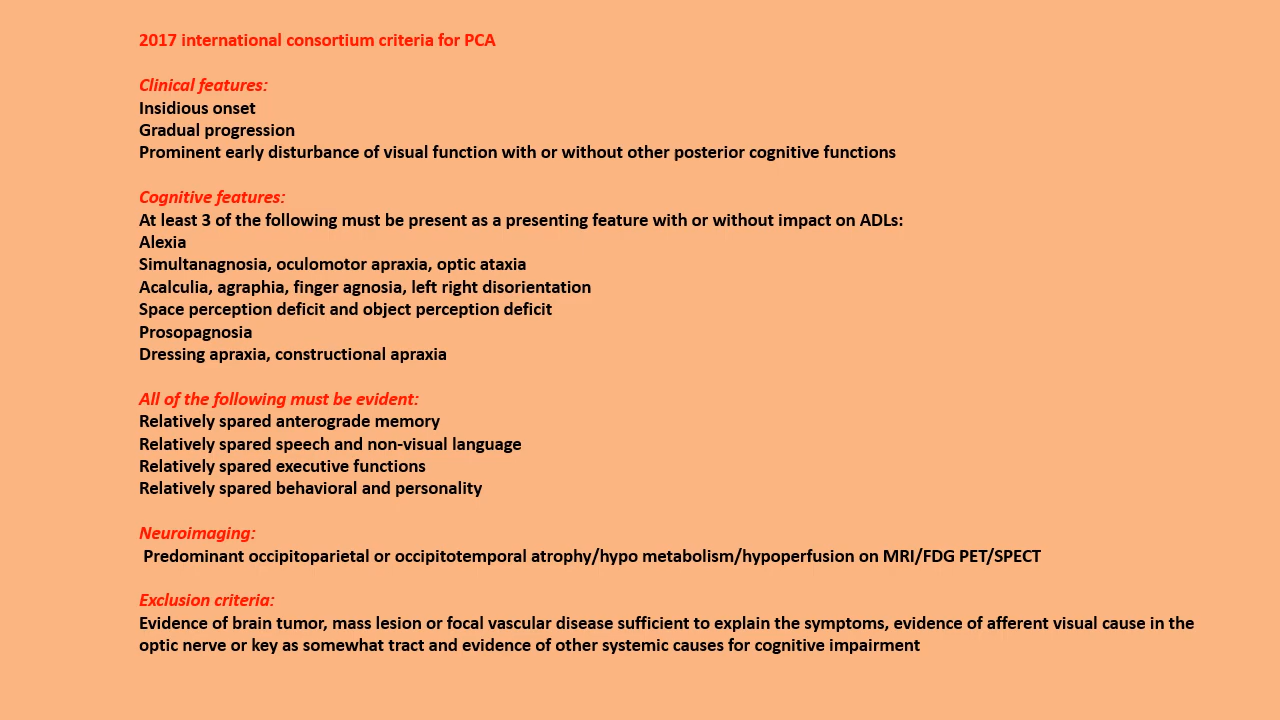 2017 international consortium criteria for PCA
Clinical features:
Insidious onset
Gradual progression
Prominent early disturbance of visual function with or without other posterior cognitive functions
Cognitive features:
At least 3 of the following must be present as a presenting feature with or without impact on ADLs:
Alexia
Simultanagnosia, oculomotor apraxia, optic ataxia
Acalculia, agraphia, finger agnosia, left right disorientation
Space perception deficit and object perception deficit
Prosopagnosia
Dressing apraxia, constructional apraxia
All of the following must be evident:
Relatively spared anterograde memory
Relatively spared speech and non-visual language
Relatively spared executive functions
Relatively spared behavioral and personality
Neuroimaging:
Predominant occipitoparietal or occipitotemporal atrophy/hypo metabolism/hypoperfusion on MRI/FDG PET/SPECT
Exclusion criteria:
Evidence of brain tumor, mass lesion or focal vascular disease sufficient to explain the symptoms, evidence of afferent visual cause in the
optic nerve or key as somewhat tract and evidence of other systemic causes for cognitive impairment